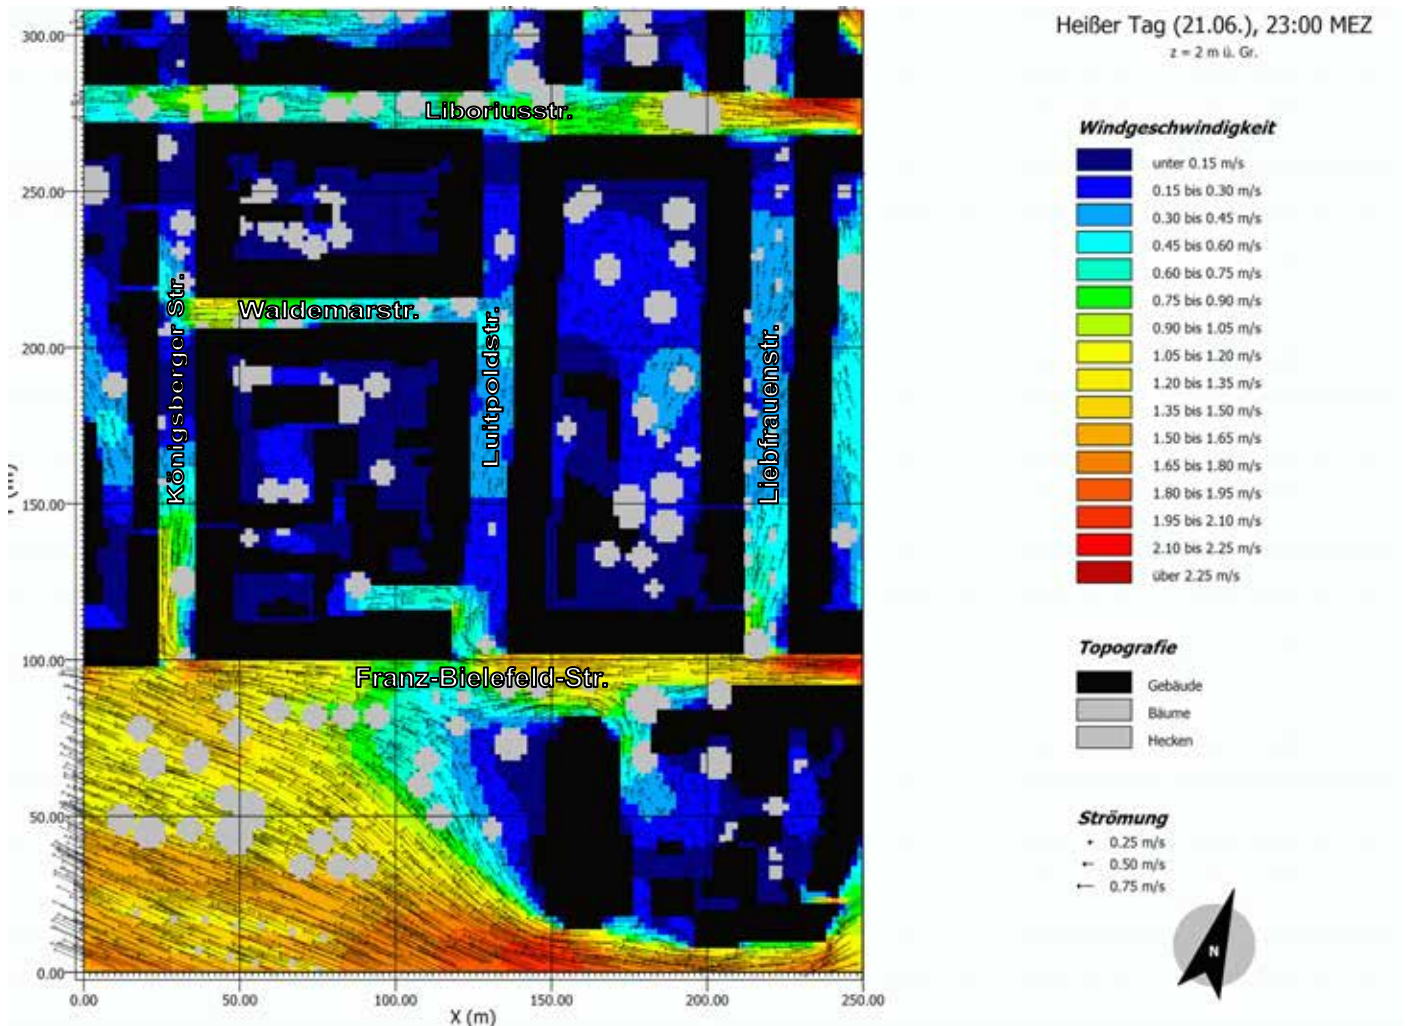 Heißer Tag (21.06.), 23:00 MEZ
z = 2 m ü. Gr.
300.00
250.00
200.00
150.00
100.00
50.00
0.00
0.00 50.00 100.00 150.00 200.00 250.00
X (m)
Liboriusstr.
Waldemarstr.
Königsberger Str.
Luitpoldstr.
Liebfrauenstr.
Franz-Bielefeld-Str.
Windgeschwindigkeit
unter 0.15 m/s
0.15 bis 0.30 m/s
0.30 bis 0.45 m/s
0.45 bis 0.60 m/s
0.60 bis 0.75 m/s
0.75 bis 0.90 m/s
0.90 bis 1.05 m/s
1.05 bis 1.20 m/s
1.20 bis 1.35 m/s
1.35 bis 1.50 m/s
1.50 bis 1.65 m/s
1.65 bis 1.80 m/s
1.80 bis 1.95 m/s
1.95 bis 2.10 m/s
2.10 bis 2.25 m/s
über 2.25 m/s
Topografie
Gebäude
Bäume
Hecken
Strömung
0.25 m/s
0.50 m/s
0.75 m/s
N